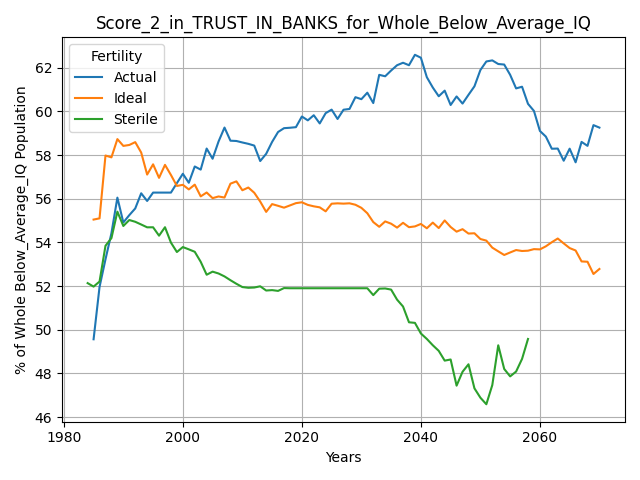 Score_2_in_TRUST_IN_BANKS_for_Whole_Below_Average_IQ
Fertility
Actual
Ideal
Sterile
% of Whole Below_Average_IQ Population
62
60
58
56
54
52
50
48
46
1980
2000
2020
2040
2060
Years